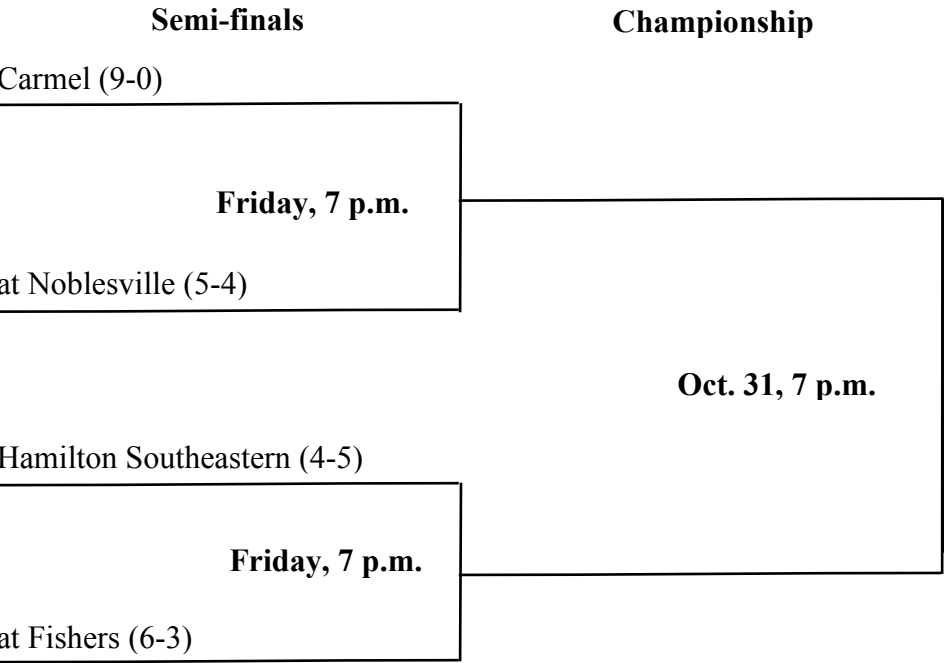 Semi-finals
Championship
Carmel (9-0)
Friday, 7 p.m.
at Noblesville (5-4)
Oct. 31, 7 p.m.
Hamilton Southeastern (4-5)
Friday, 7 p.m.
at Fishers (6-3)